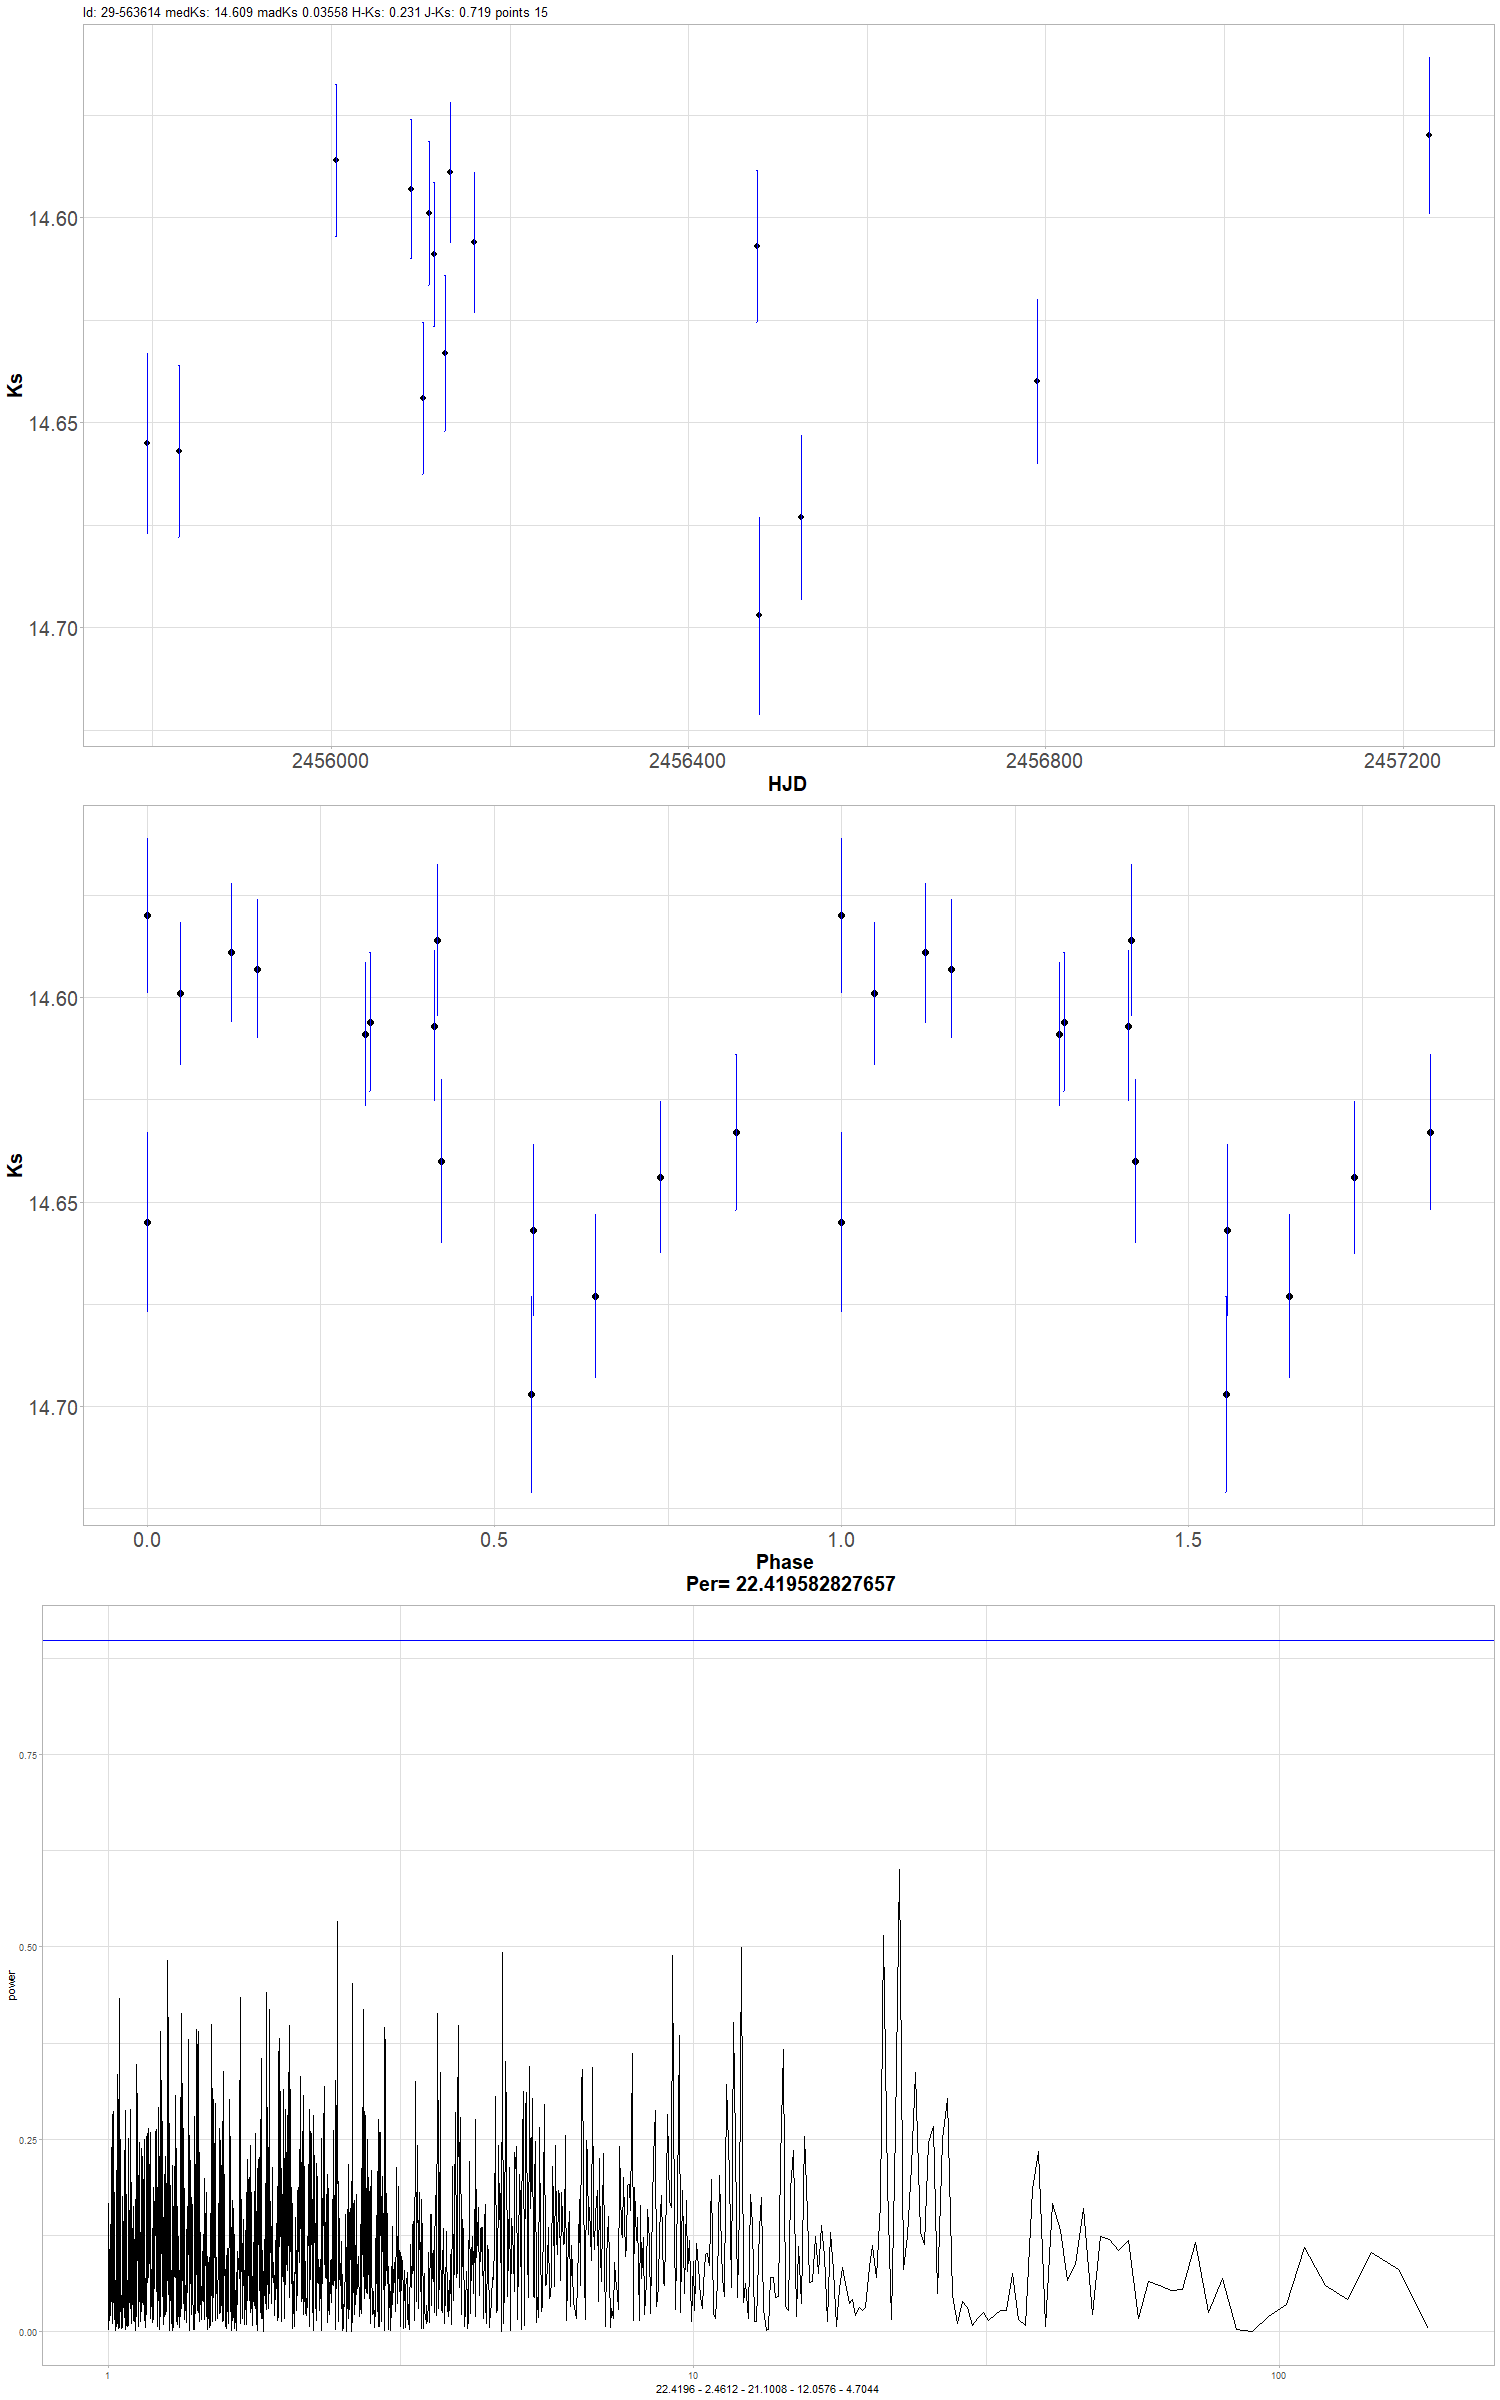 Id: 29-563614 medKs: 14.609 madKs 0.03558 H-Ks: 0.231 J-Ks: 0.719 points 15
14.60
14.65
14.70
Ks
2456000 2456400 2456800 2457200
HJD
14.60
14.65
14.70
Ks
0.0 0.5 1.0 1.5
Phase
Per= 22.419582827657
0.75
0.50
0.25
0.00
power
1 10 100
22.4196 - 2.4612 - 21.1008 - 12.0576 - 4.7044